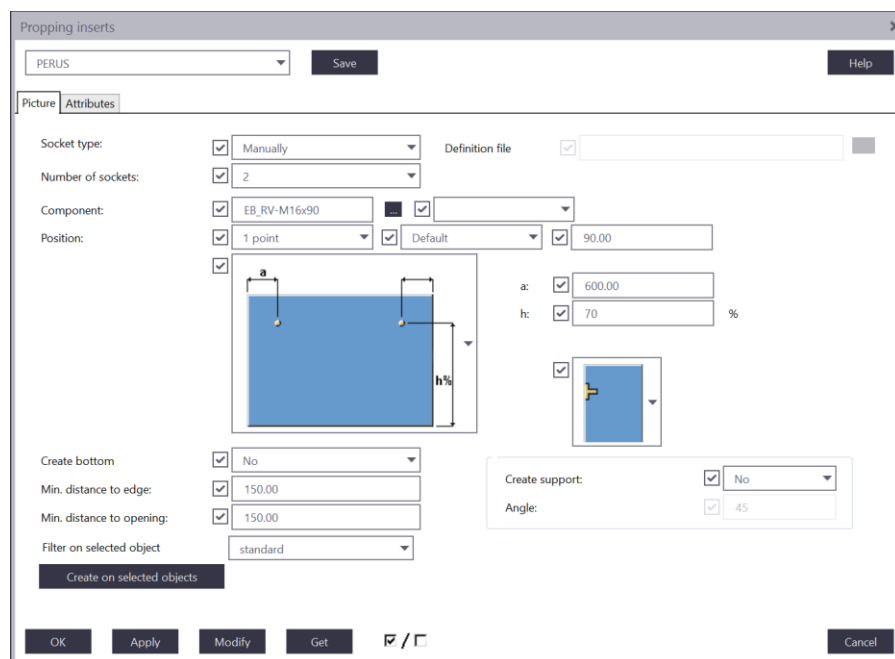 Propping inserts
PERUS Save Help
Picture Attributes
Socket type: Manually Definition file
Number of sockets: 2
Component: EB_RV-M16x90 ...
Position: 1 point Default 90.00
a
a: 600.00
h: 70 %
h%
Create bottom No
Create support: No
Min. distance to edge: 150.00
Angle: 45
Min. distance to opening: 150.00
Filter on selected object standard
Create on selected objects
OK Apply Modify Get / Cancel